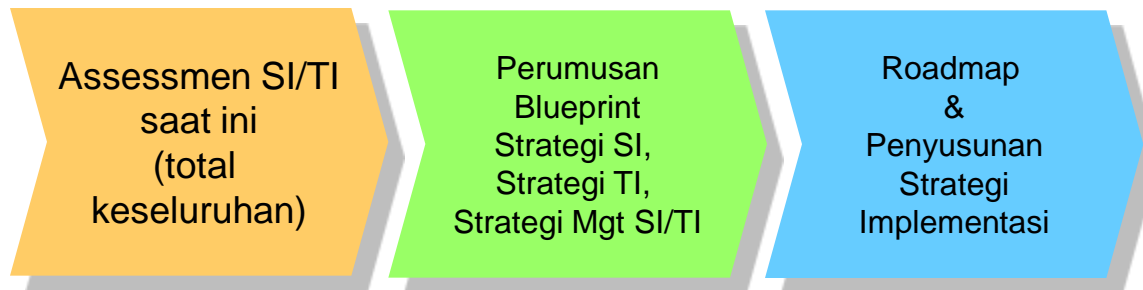 Assessmen SI/TI
saat ini
(total
keseluruhan)
Perumusan
Blueprint
Strategi SI,
Strategi TI,
Strategi Mgt SI/TI
Roadmap
&
Penyusunan
Strategi
Implementasi